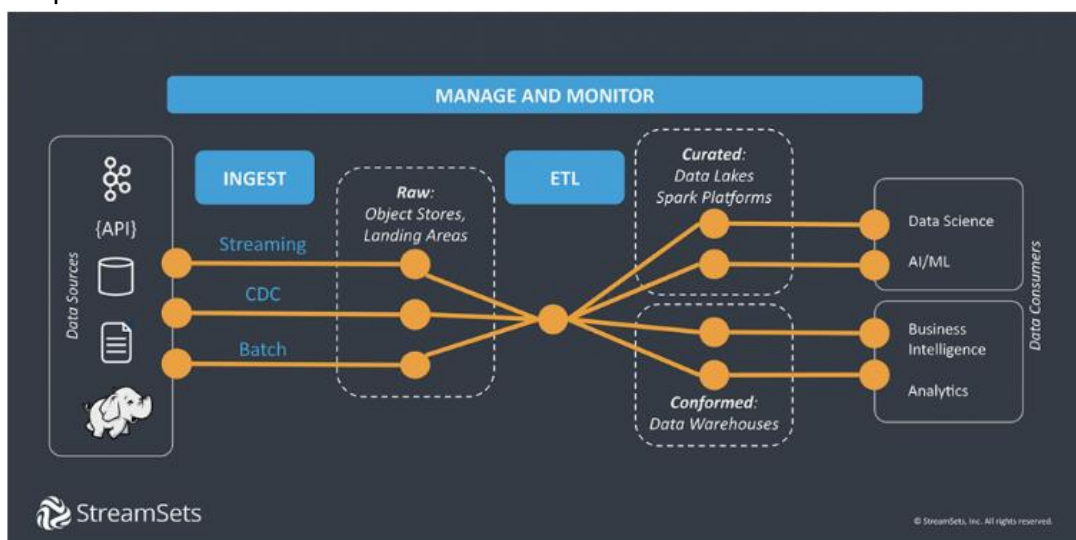 MANAGE AND MONITOR
Data Sources
{API}
INGEST
Streaming
CDC
Batch
Raw:
Object Stores,
Landing Areas
ETL
Curated:
Data Lakes
Spark Platforms
Conformed:
Data Warehouses
Data Science
AI/ML
Business
Intelligence
Analytics
Data Consumers
StreamSets
© StreamSets, Inc. All rights reserved.